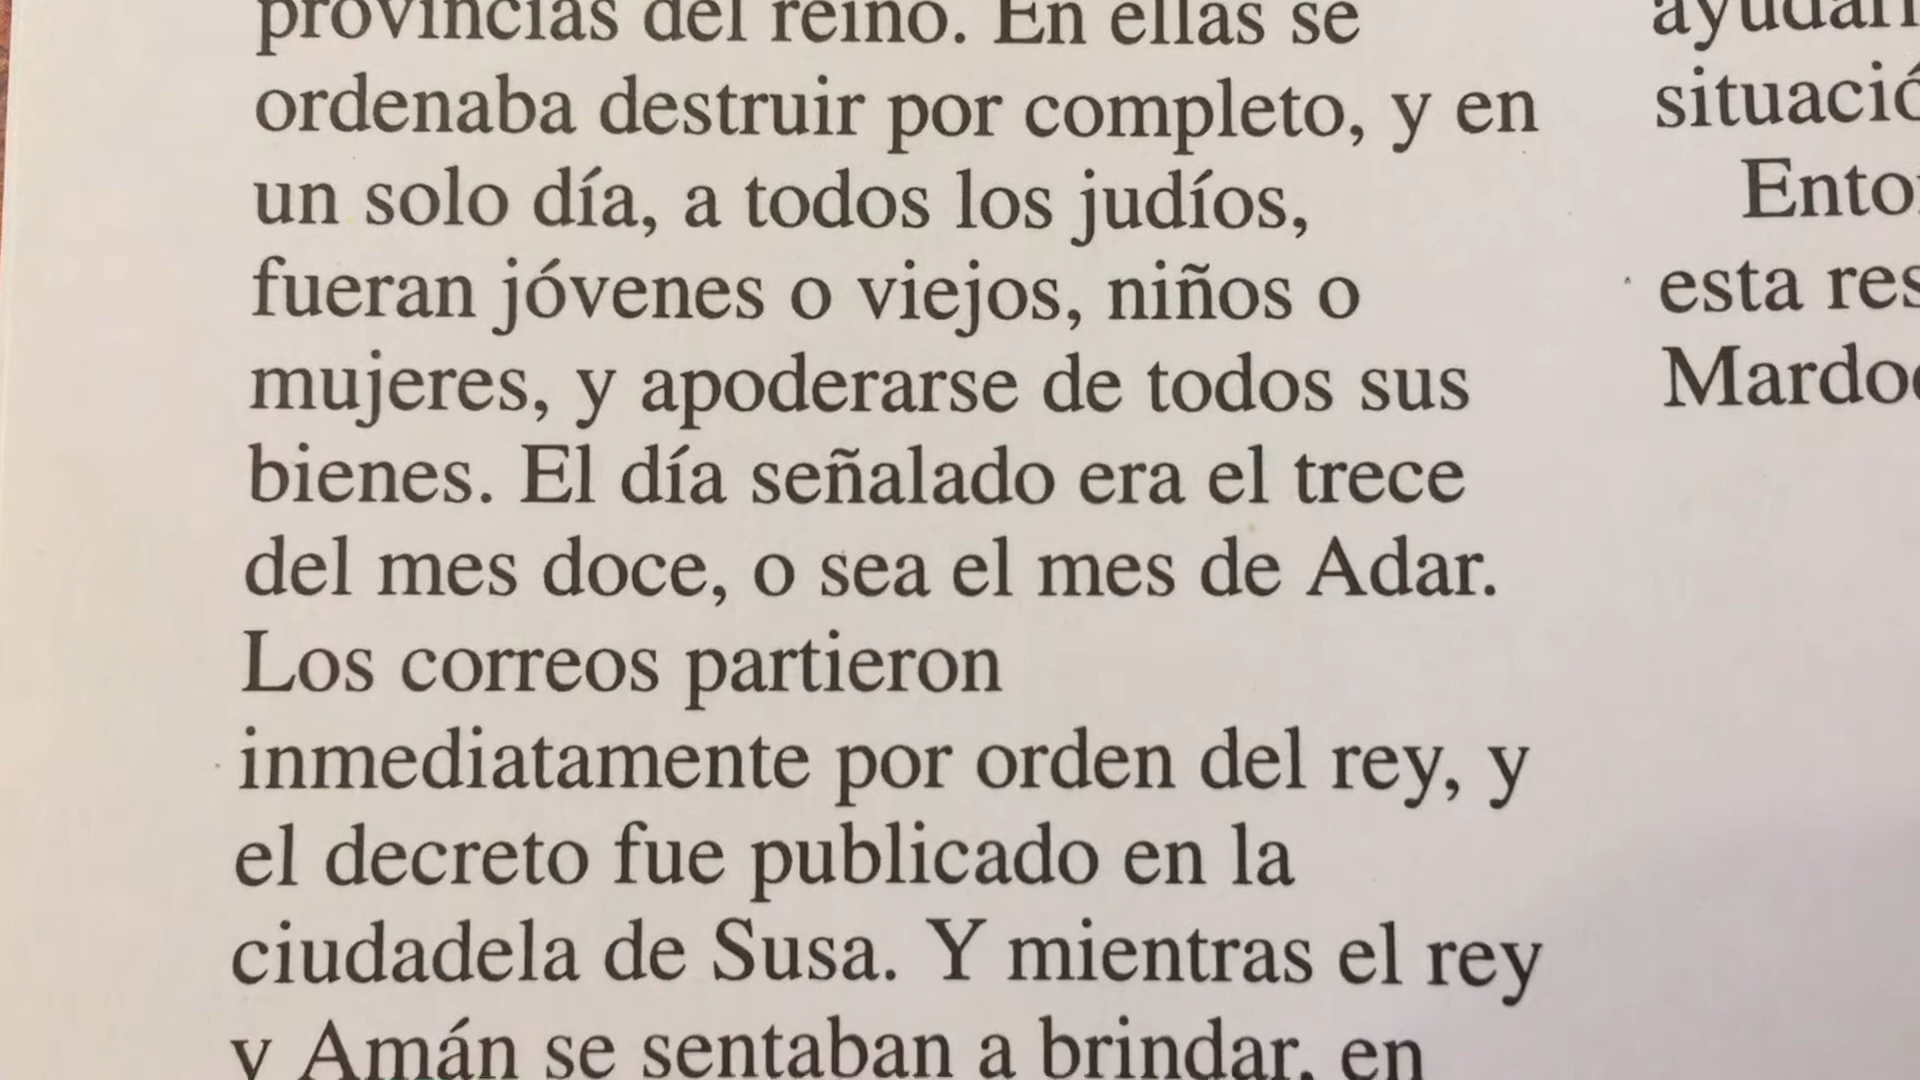 provincias del reino. En ellas se
ordenaba destruir por completo, y en
un solo día, a todos los judíos,
fueran jóvenes o viejos, niños o
mujeres, y apoderarse de todos sus
bienes. El día señalado era el trece
del mes doce, o sea el mes de Adar.
Los correos partieron
inmediatamente por orden del rey, y
el decreto fue publicado en la
ciudadela de Susa. Y mientras el rey
y Amán se sentaban a brindar, en
esta